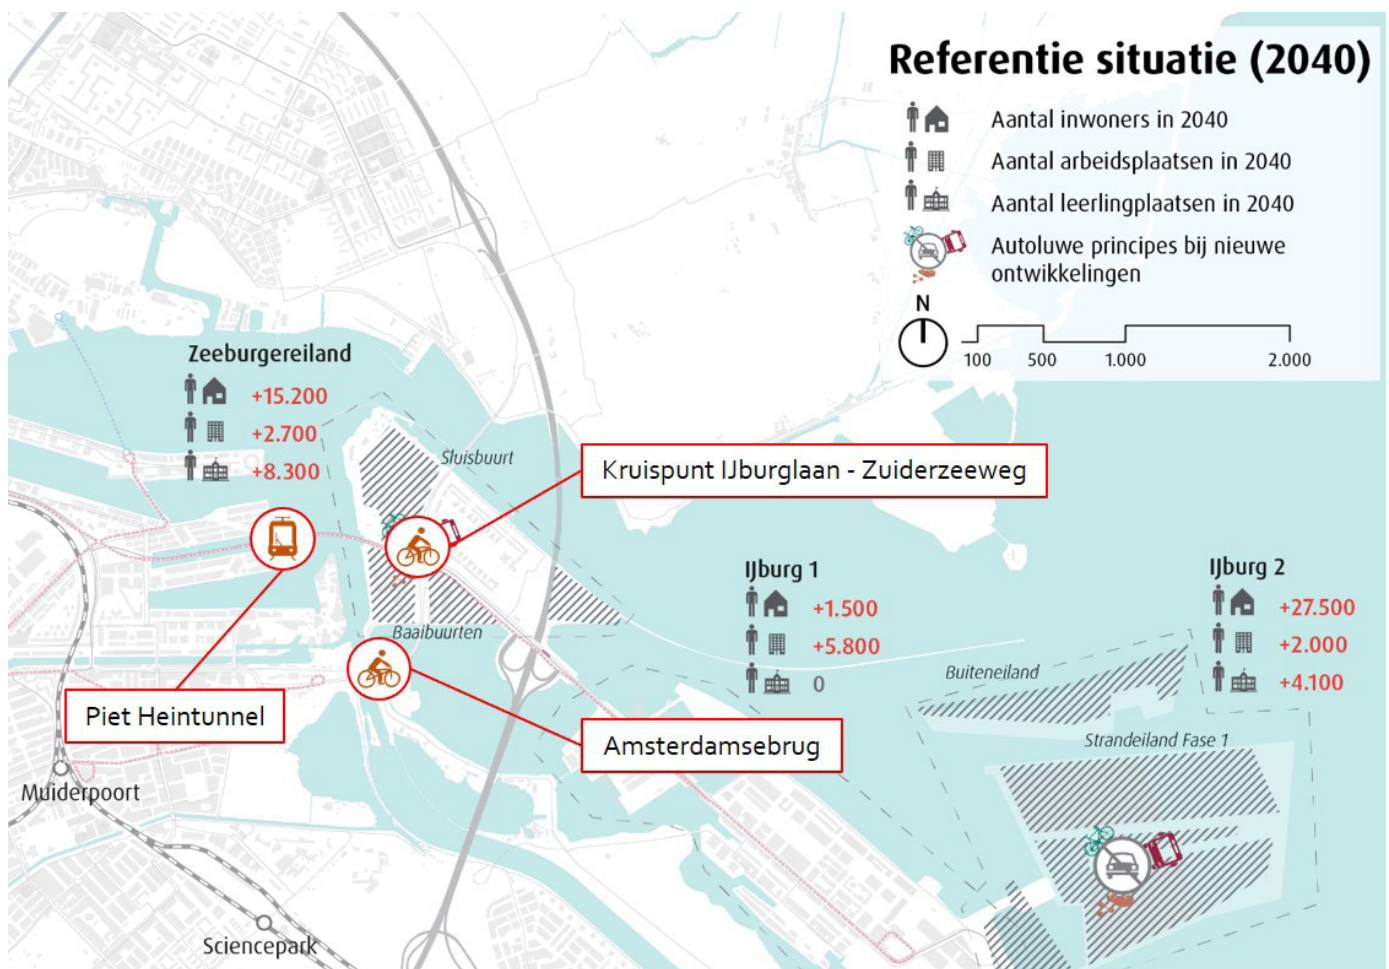 Referentie situatie (2040)
Aantal inwoners in 2040
Aantal arbeidsplaatsen in 2040
Aantal leerlingplaatsen in 2040
Autoluwe principes bij nieuwe
ontwikkelingen
N
100 500 1.000 2.000
Zeeburgereiland
+15.200
+2.700
+8.300
Sluisbuurt
Kruispunt IJburglaan - Zuiderzeeweg
IJburg 1
+1.500
+5.800
0
IJburg 2
+27.500
+2.000
+4.100
Baaibuurten
Buiteneiland
Piet Heintunnel
Amsterdamsebrug
Strandeiland Fase 1
Muiderpoort
Sciencepark